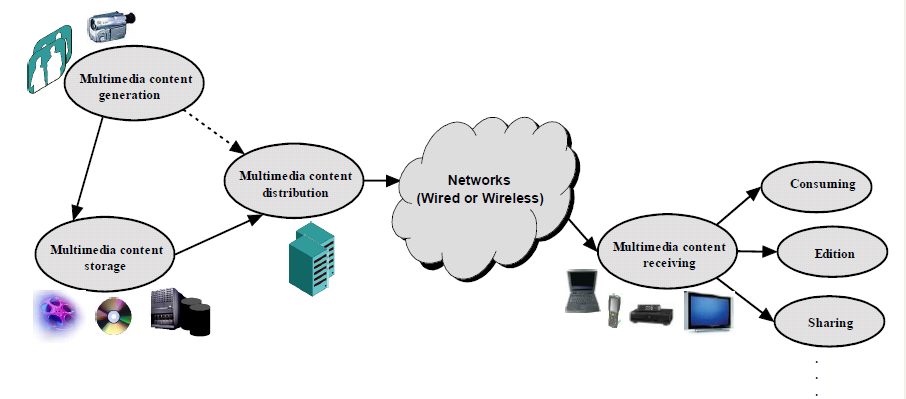 Multimedia content
generation
Multimedia content
distribution
Networks
(Wired or Wireless)
Consuming
Multimedia content
storage
Multimedia content
receiving
Edition
Sharing